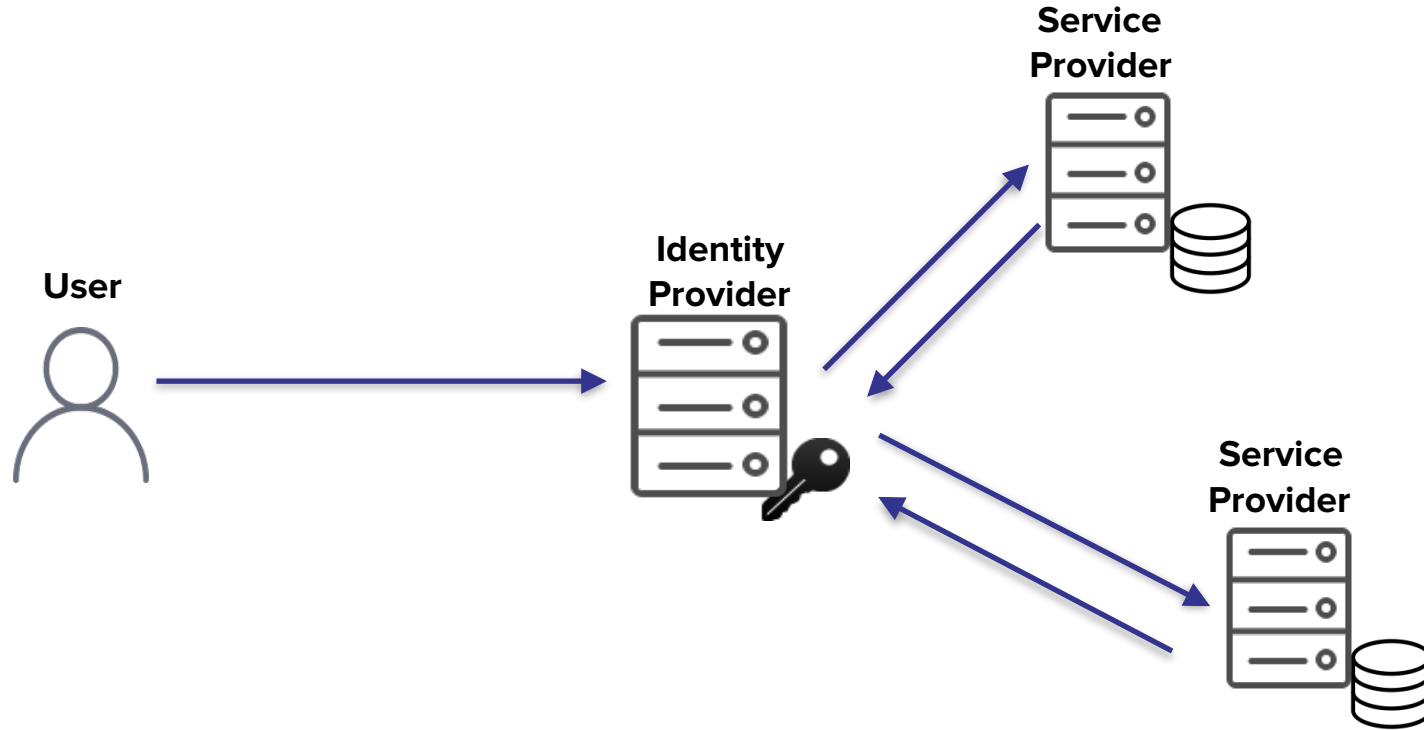 Service
Provider
Identity
Provider
User
Service
Provider